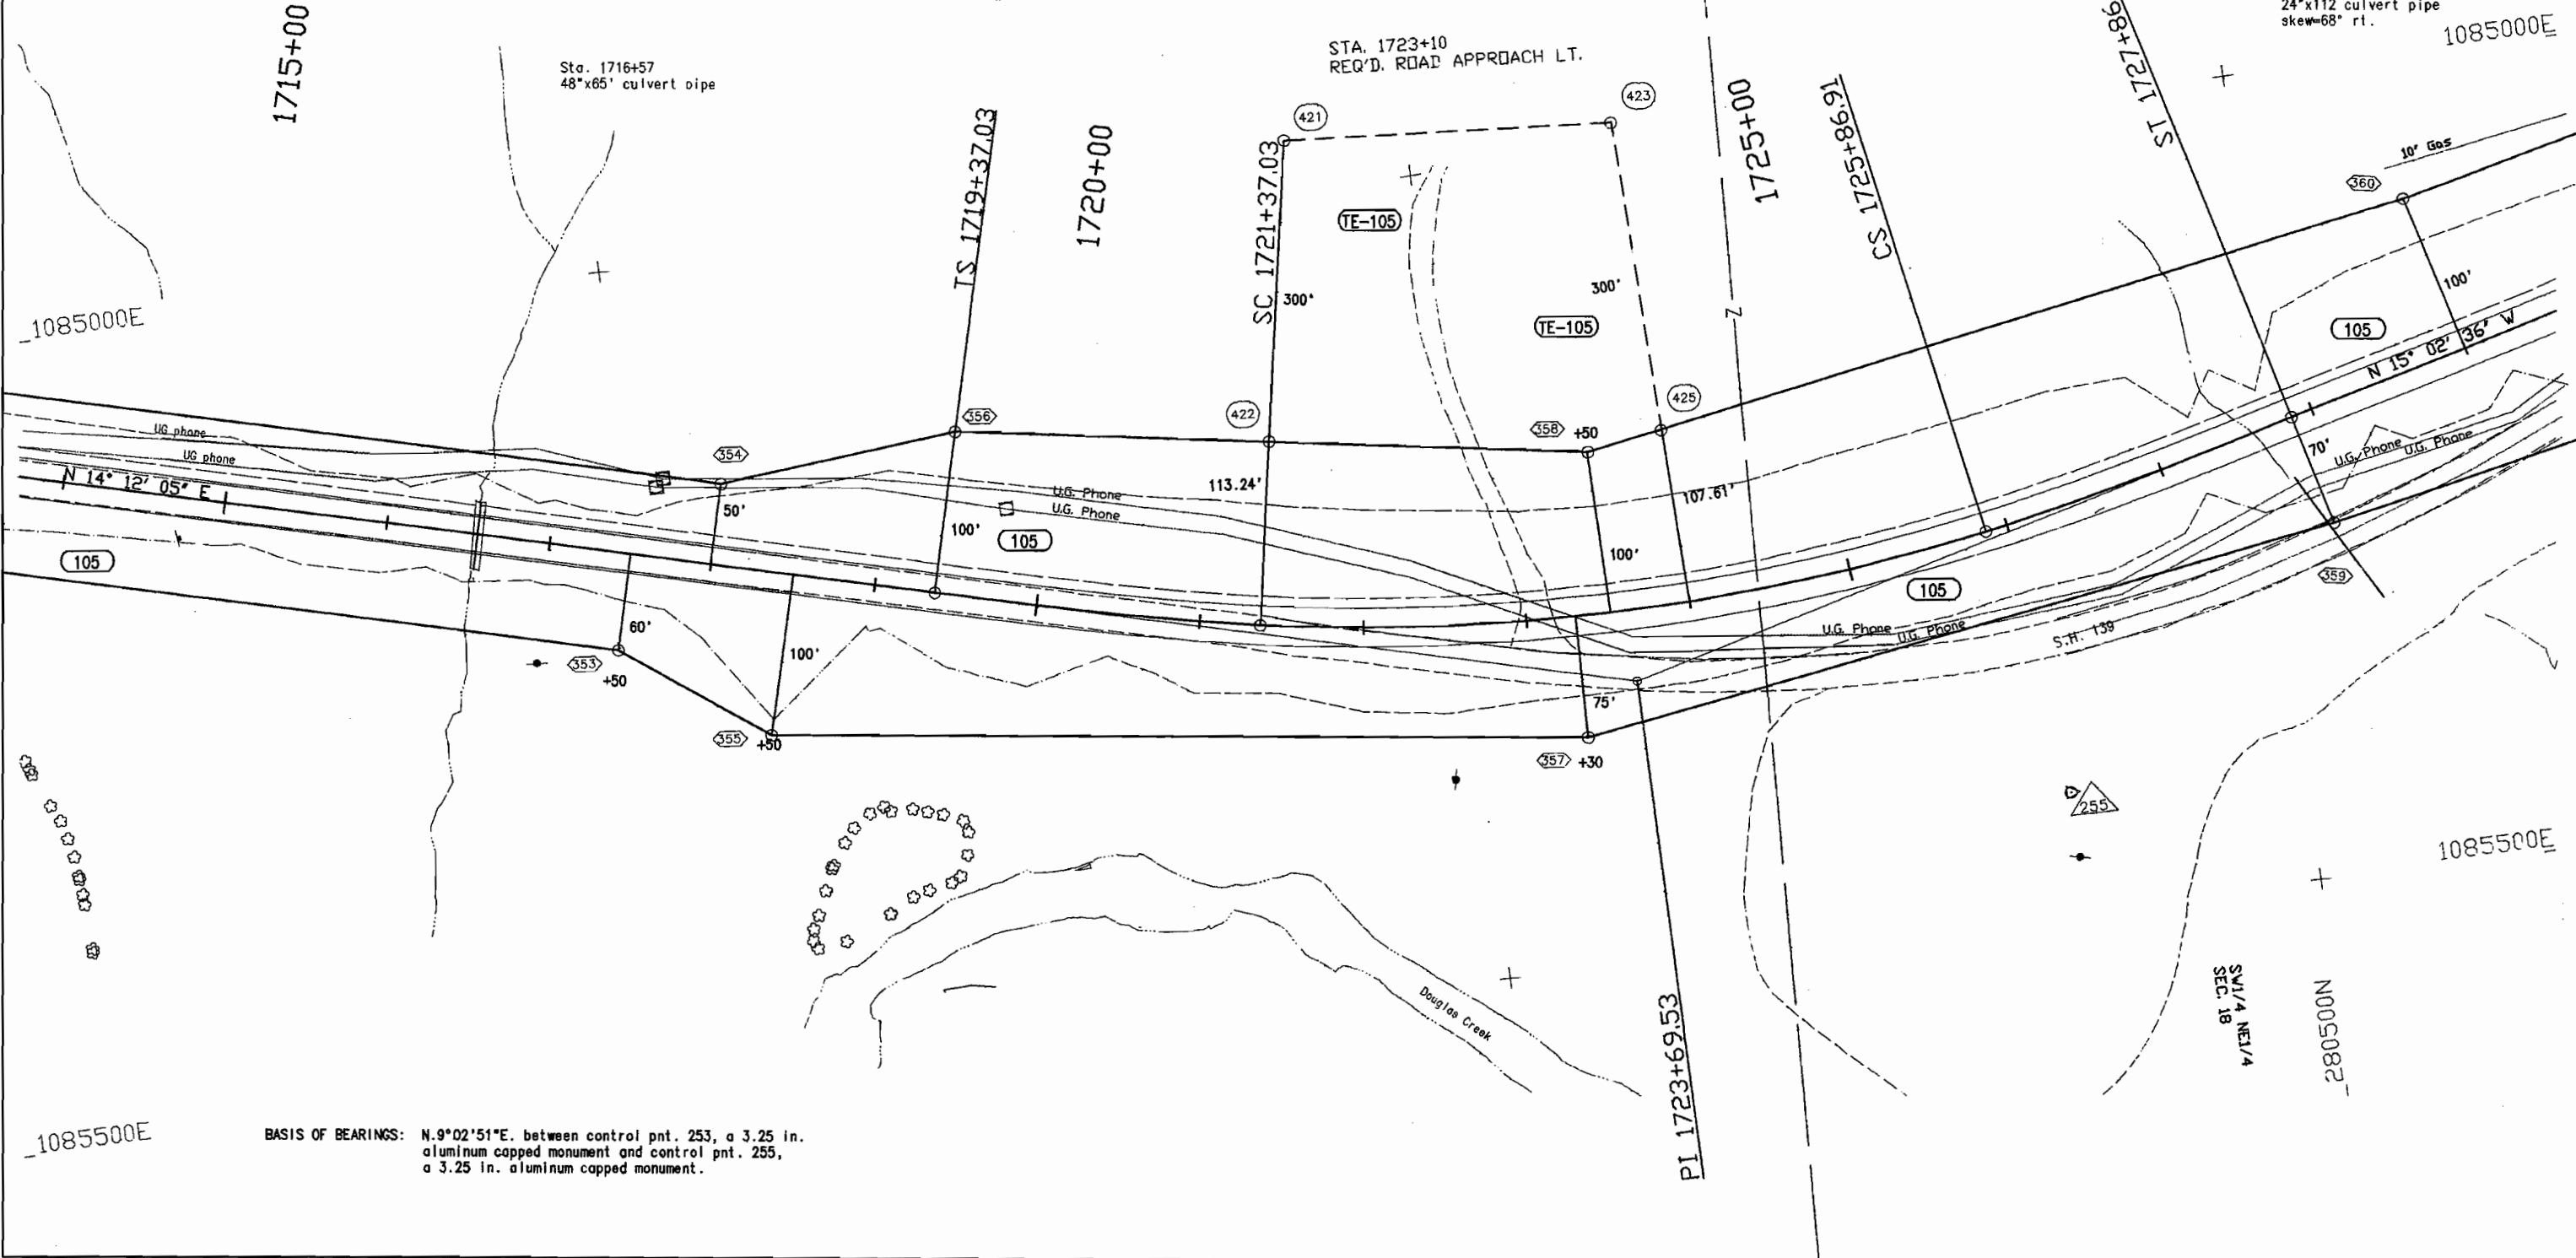 24"x112 culvert pipe
skew=68° rt.
1085000E
1715+00
Sta. 1716+57
48"x65' culvert pipe
STA. 1723+10
REQ'D. ROAD APPROACH LT.
TS 1719+37.03
1720+00
SC 1721+37.03
421
423
1725+00
CS 1725+86.91
ST 1727+86
10" Gas
360
TE-105
300'
300'
TE-105
100'
105
N 15° 02' 36" W
1085000E
UG phone
UG phone
N 14° 12' 05" E
105
354
356
422
358
+50
425
50'
100'
113.24'
U.G. Phone
U.G. Phone
105
100'
107.61'
70'
U.G. Phone
U.G. Phone
359
105
U.G. Phone
U.G. Phone
S.H. 139
60'
353
+50
100'
355
+50
75'
357
+30
255
1085500E
Douglas Creek
SW1/4 NE1/4
SEC. 18
280500N
PI 1723+69.53
1085500E
BASIS OF BEARINGS: N.9°02'51"E. between control pnt. 253, a 3.25 in.
aluminum capped monument and control pnt. 255,
a 3.25 in. aluminum capped monument.